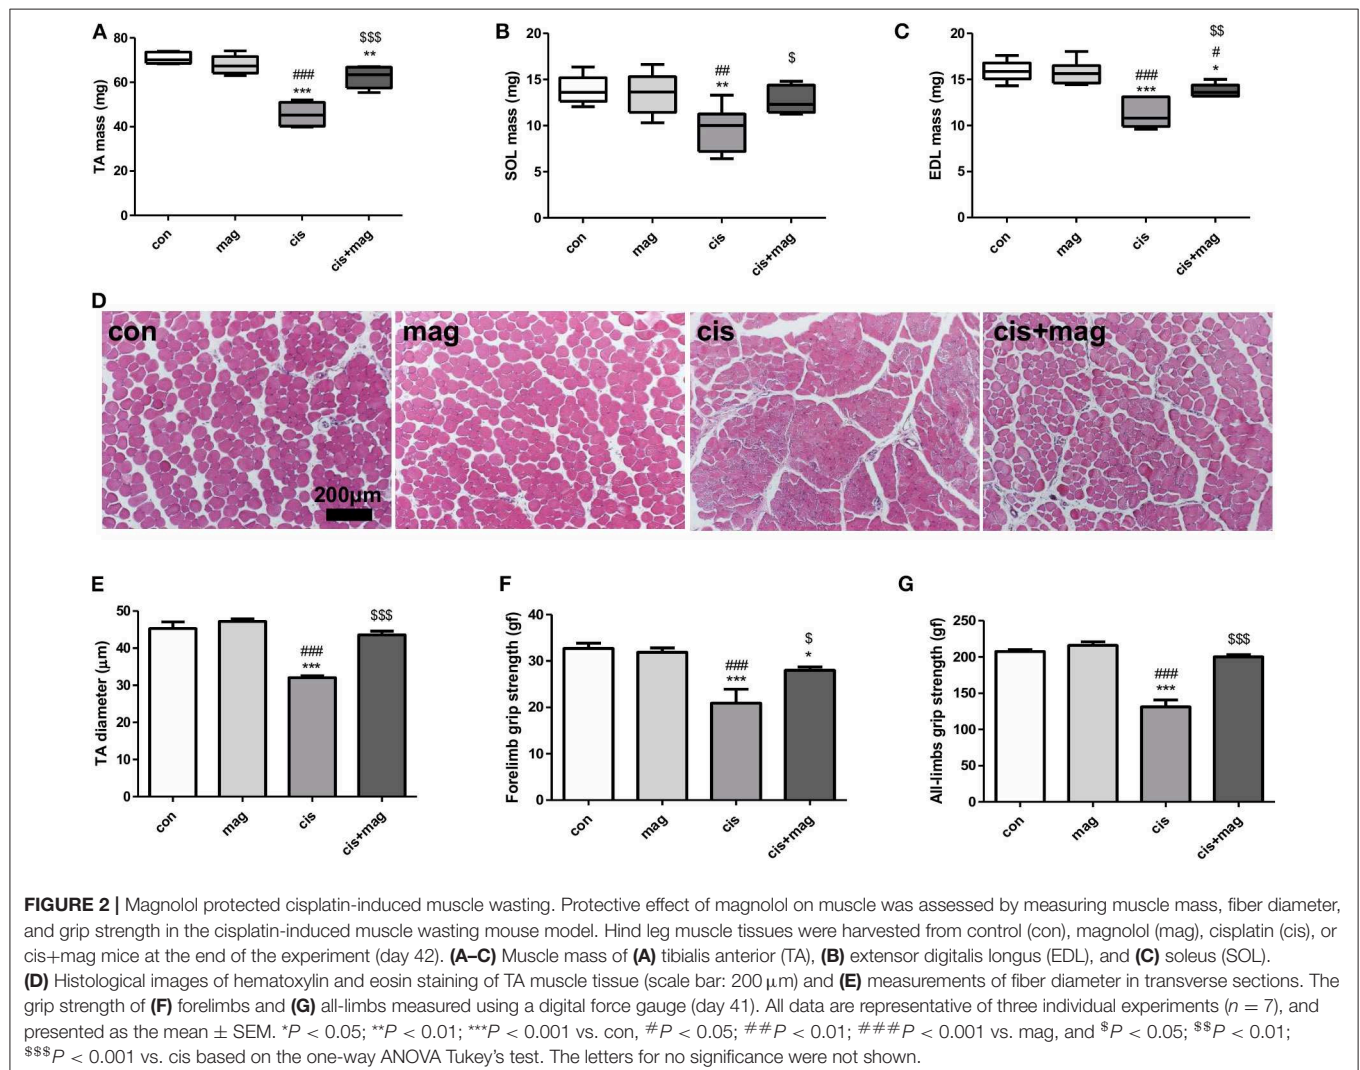 A
TA mass (mg)
80
60
40
20
0
###
***
$$$
**
con
mag
cis
cis+mag
B
SOL mass (mg)
20
15
10
5
0
##
**
$
con
mag
cis
cis+mag
C
EDL mass (mg)
20
15
10
5
0
###
***
$$
#
*
con
mag
cis
cis+mag
D
con
mag
cis
cis+mag
200μm
E
TA diameter (μm)
50
40
30
20
10
0
###
***
$$$
con
mag
cis
cis+mag
F
Forelimb grip strength (gf)
40
30
20
10
0
###
***
$
*
con
mag
cis
cis+mag
G
All-limbs grip strength (gf)
250
200
150
100
50
0
###
***
$$$
con
mag
cis
cis+mag
FIGURE 2 | Magnolol protected cisplatin-induced muscle wasting. Protective effect of magnolol on muscle was assessed by measuring muscle mass, fiber diameter,
and grip strength in the cisplatin-induced muscle wasting mouse model. Hind leg muscle tissues were harvested from control (con), magnolol (mag), cisplatin (cis), or
cis+mag mice at the end of the experiment (day 42). (A–C) Muscle mass of (A) tibialis anterior (TA), (B) extensor digitalis longus (EDL), and (C) soleus (SOL).
(D) Histological images of hematoxylin and eosin staining of TA muscle tissue (scale bar: 200 μm) and (E) measurements of fiber diameter in transverse sections. The
grip strength of (F) forelimbs and (G) all-limbs measured using a digital force gauge (day 41). All data are representative of three individual experiments (n = 7), and
presented as the mean ± SEM. *P < 0.05; **P < 0.01; ***P < 0.001 vs. con, #P < 0.05; ##P < 0.01; ###P < 0.001 vs. mag, and $P < 0.05; $$P < 0.01;
$$$P < 0.001 vs. cis based on the one-way ANOVA Tukey's test. The letters for no significance were not shown.